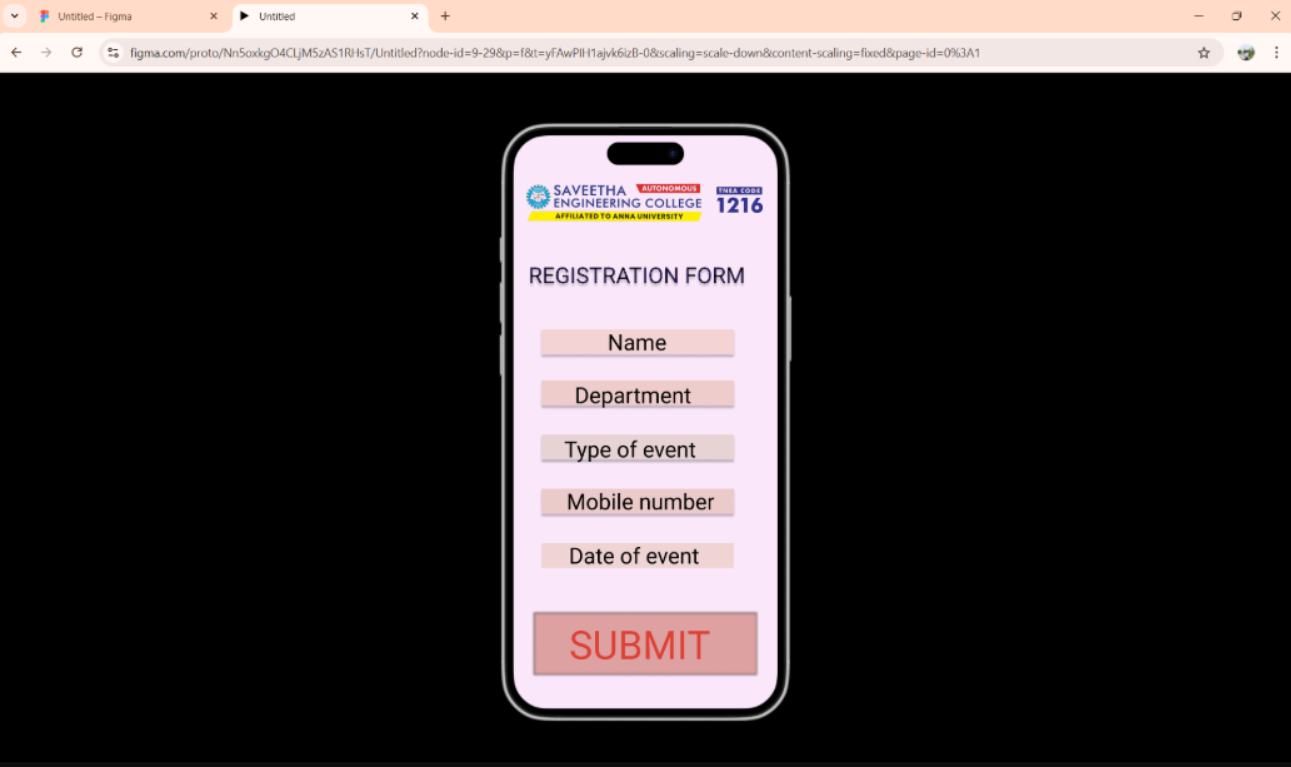 Untitled – Figma
Untitled
figma.com/proto/Nn5oxkgO4CLjM5zAS1RHsT/Untitled?node-id=9-29&p=f&t=yFAwPIH1ajvk6izB-0&scaling=scale-down&content-scaling=fixed&page-id=0%3A1
SAVEETHA AUTONOMOUS
ENGINEERING COLLEGE
AFFILIATED TO ANNA UNIVERSITY
TNEA CODE
1216
REGISTRATION FORM
Name
Department
Type of event
Mobile number
Date of event
SUBMIT